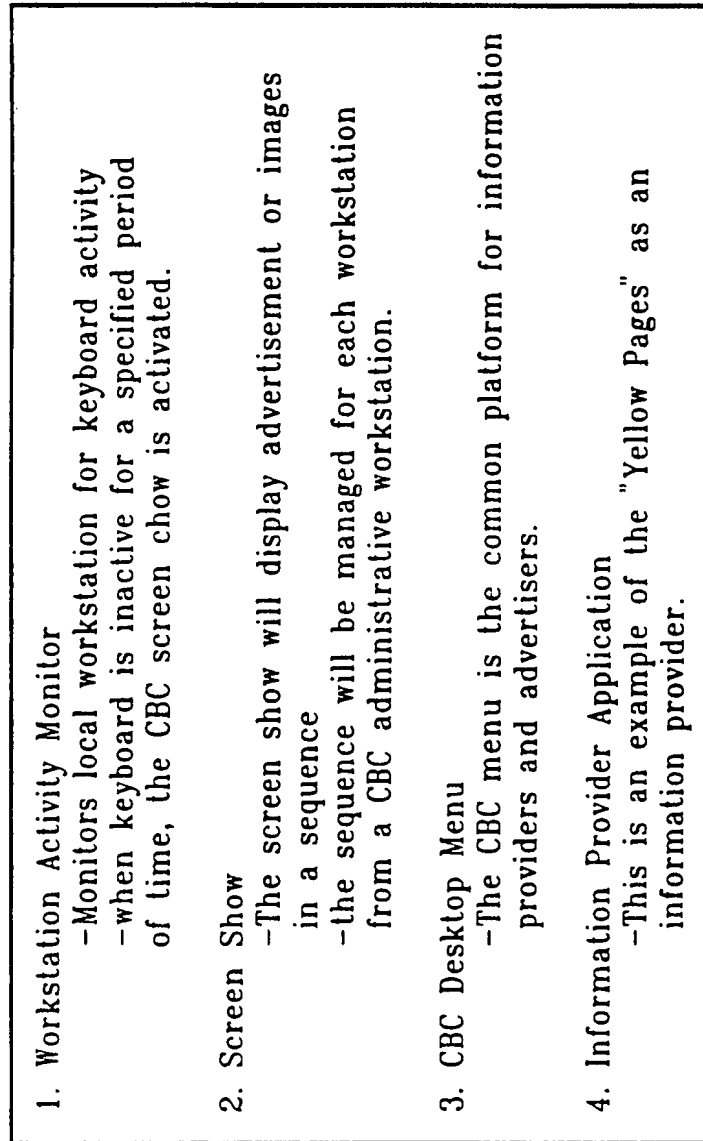 1. Workstation Activity Monitor
-Monitors local workstation for keyboard activity
-when keyboard is inactive for a specified period
of time, the CBC screen chow is activated.
2. Screen Show
-The screen show will display advertisement or images
in a sequence
-the sequence will be managed for each workstation
from a CBC administrative workstation.
3. CBC Desktop Menu
-The CBC menu is the common platform for information
providers and advertisers.
4. Information Provider Application
-This is an example of the "Yellow Pages" as an
information provider.